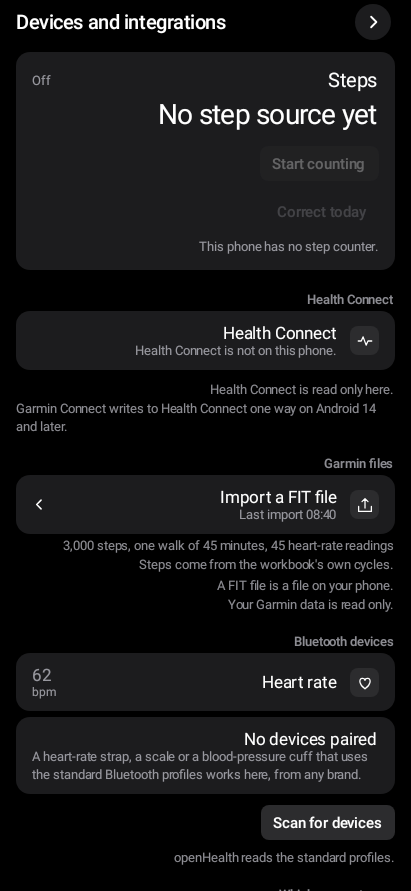 Devices and integrations
Off
Steps
No step source yet
Start counting
Correct today
This phone has no step counter.
Health Connect
Health Connect
Health Connect is not on this phone.
Health Connect is read only here.
Garmin Connect writes to Health Connect one way on Android 14
and later.
Garmin files
Import a FIT file
Last import 08:40
3,000 steps, one walk of 45 minutes, 45 heart-rate readings
Steps come from the workbook's own cycles.
A FIT file is a file on your phone.
Your Garmin data is read only.
Bluetooth devices
62
bpm
Heart rate
No devices paired
A heart-rate strap, a scale or a blood-pressure cuff that uses
the standard Bluetooth profiles works here, from any brand.
Scan for devices
openHealth reads the standard profiles.